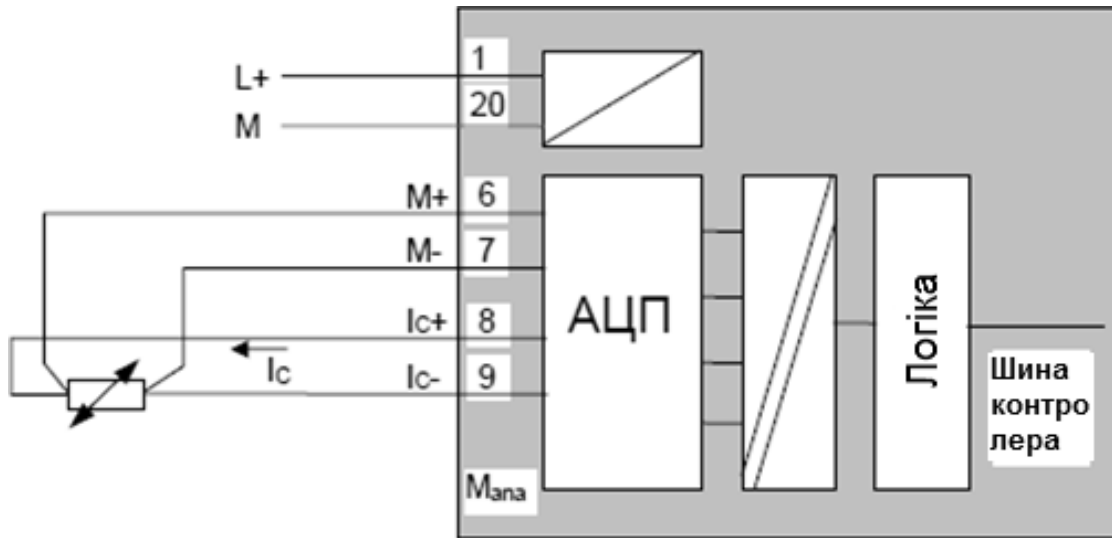 L+
1
M
20
M+
6
M-
7
Ic+
8
Ic
Ic-
9
Mana
АЦП
Логіка
Шина
контро
лера